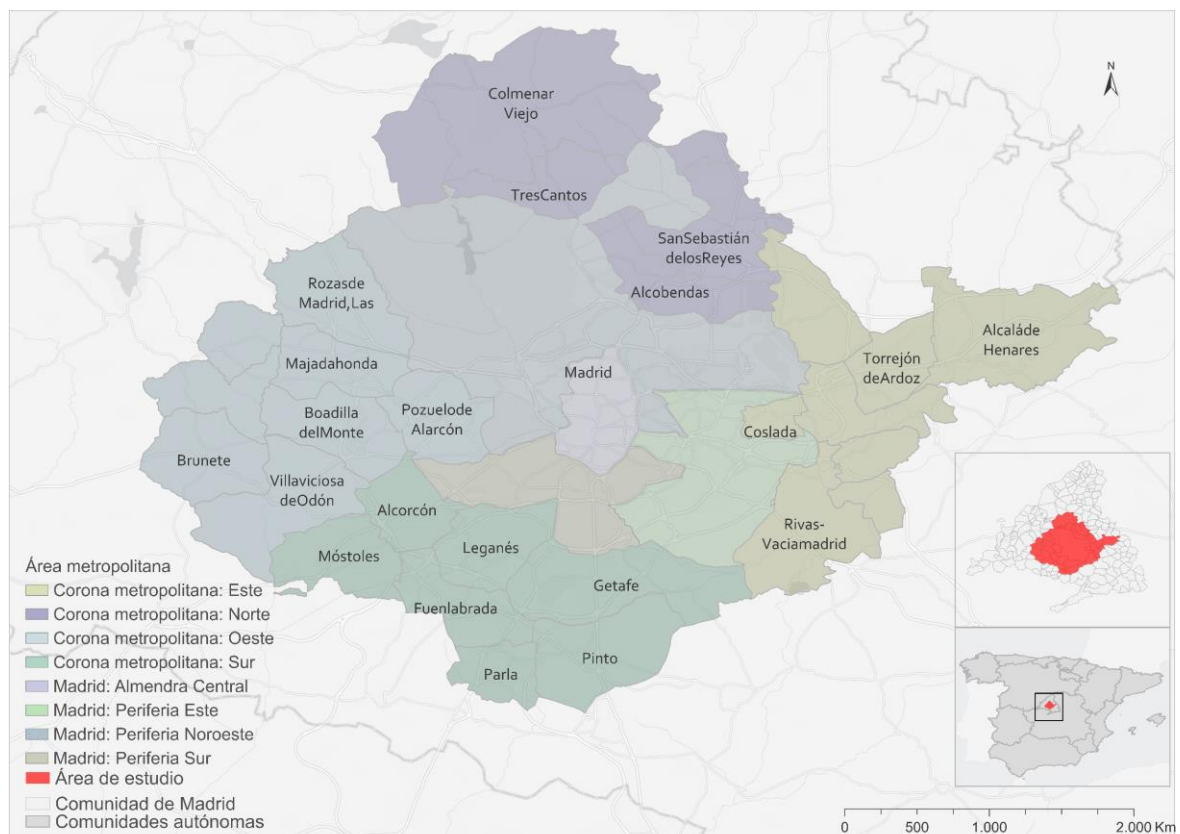 N
Colmenar
Viejo
TresCantos
SanSebastián
delosReyes
Alcobendas
Rozasde
Madrid,Las
Alcaláde
Henares
Torrejón
deArdoz
Majadahonda
Madrid
Boadilla
delMonte
Pozuelode
Alarcón
Coslada
Brunete
Villaviciosa
deOdón
Alcorcón
Rivas-
Vaciamadrid
Móstoles
Leganés
Getafe
Fuenlabrada
Pinto
Parla
Área metropolitana
Corona metropolitana: Este
Corona metropolitana: Norte
Corona metropolitana: Oeste
Corona metropolitana: Sur
Madrid: Almendra Central
Madrid: Periferia Este
Madrid: Periferia Noroeste
Madrid: Periferia Sur
Área de estudio
Comunidad de Madrid
Comunidades autónomas
0 500 1.000 2.000 Km